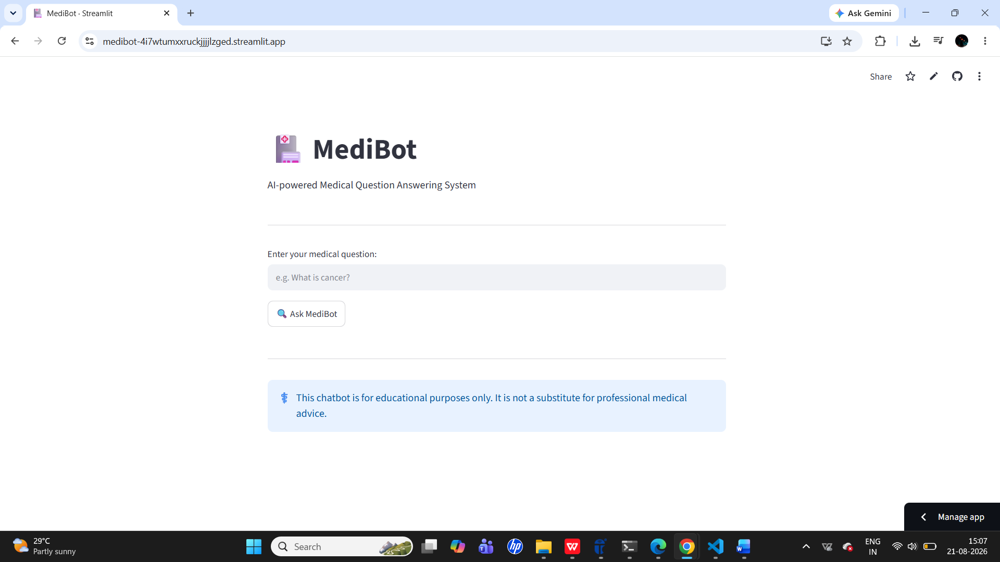 MediBot · Streamlit
Ask Gemini
medibot-4i7wtumxxruckjjjjlzged.streamlit.app
Share
MediBot
AI-powered Medical Question Answering System
Enter your medical question:
e.g. What is cancer?
Ask MediBot
This chatbot is for educational purposes only. It is not a substitute for professional medical
advice.
Manage app
29°C
Partly sunny
Search
ENG
IN
15:07
21-08-2026